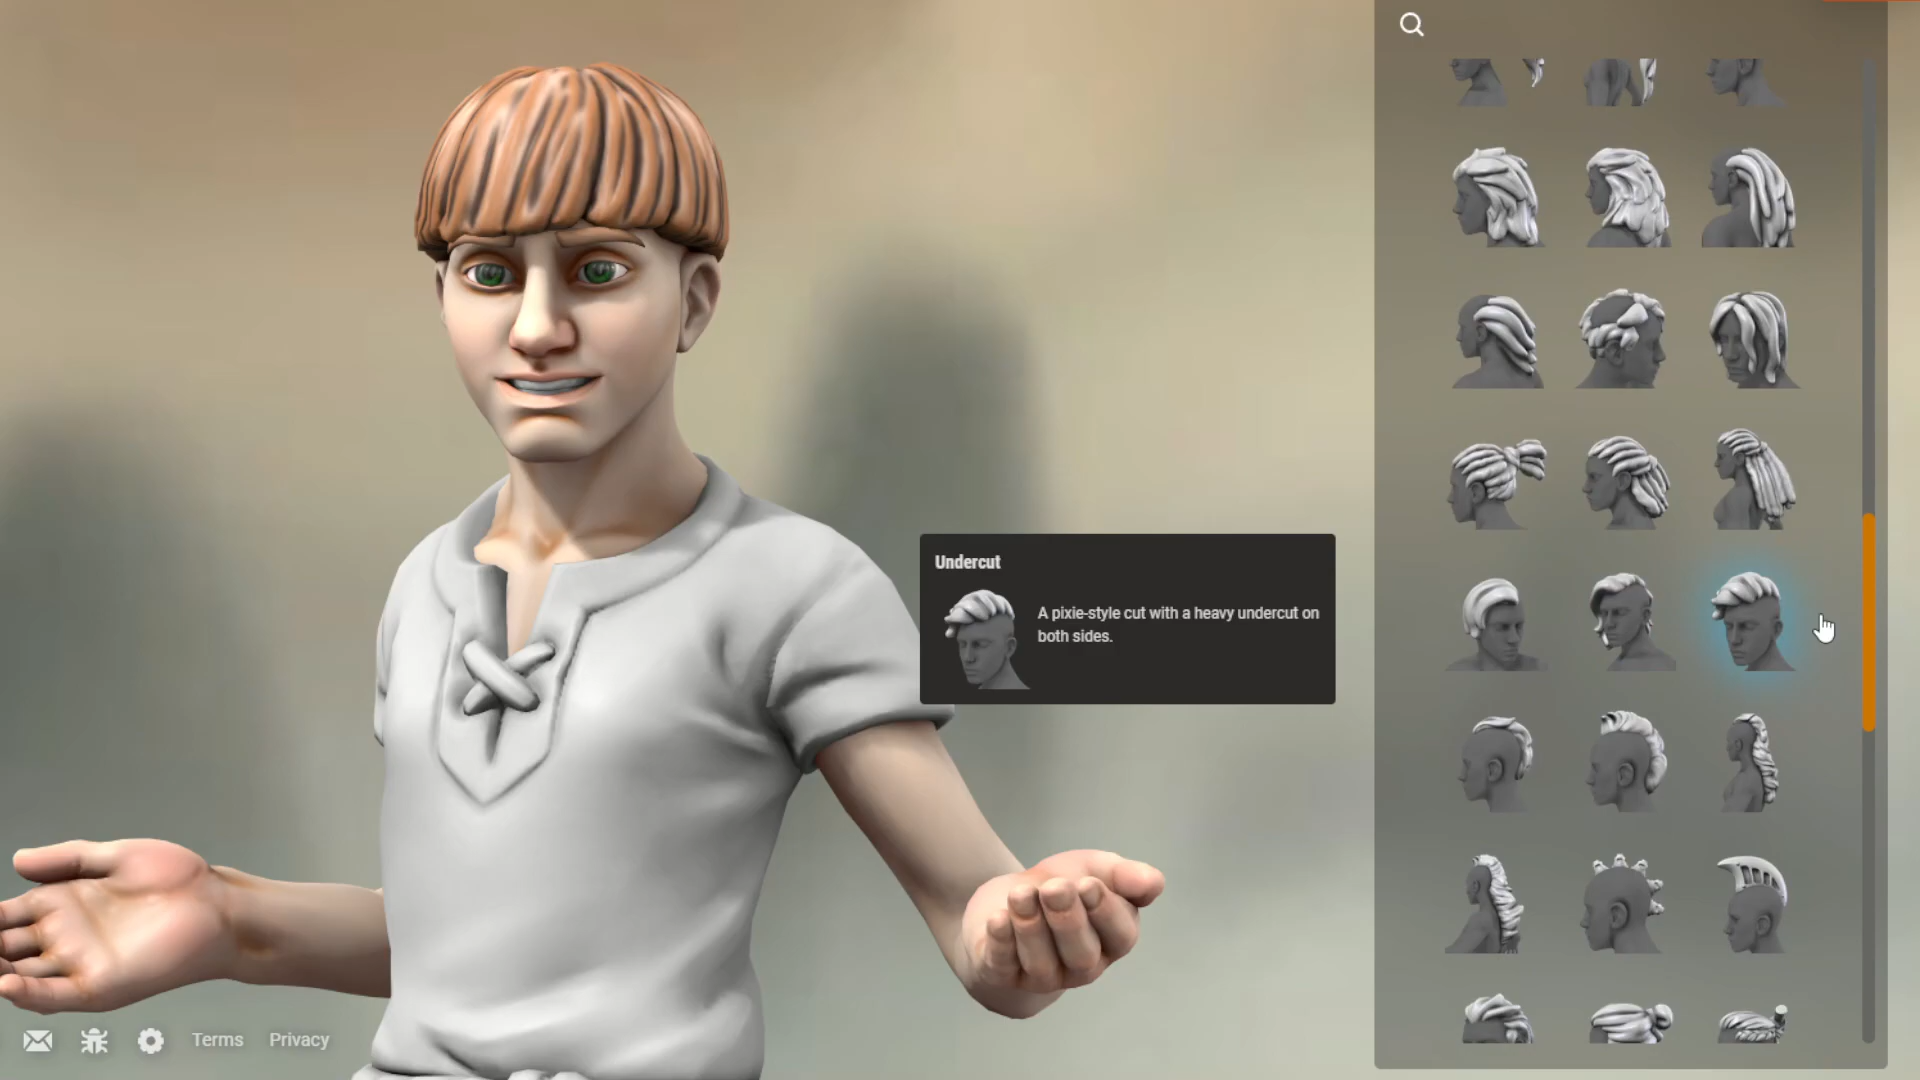 Undercut
A pixie-style cut with a heavy undercut on
both sides.
Terms
Privacy